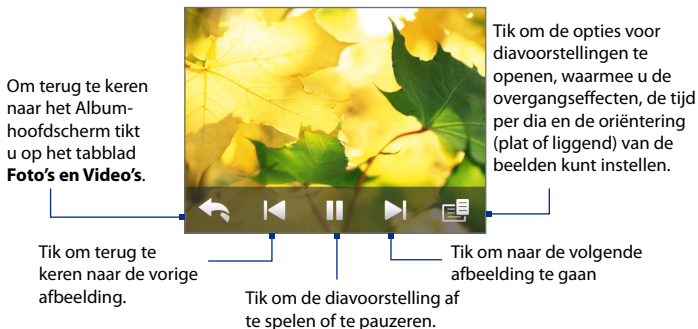 Om terug te keren
naar het Album-
hoofdscherm tikt
u op het tabblad
Foto’s en Video’s.
Tik om terug te
keren naar de vorige
afbeelding.
Tik om de diavoorstelling af
te spelen of te pauzeren.
Tik om naar de volgende
afbeelding te gaan
Tik om de opties voor
diavoorstellingen te
openen, waarmee u de
overgangseffecten, de tijd
per dia en de oriëntering
(plat of liggend) van de
beelden kunt instellen.